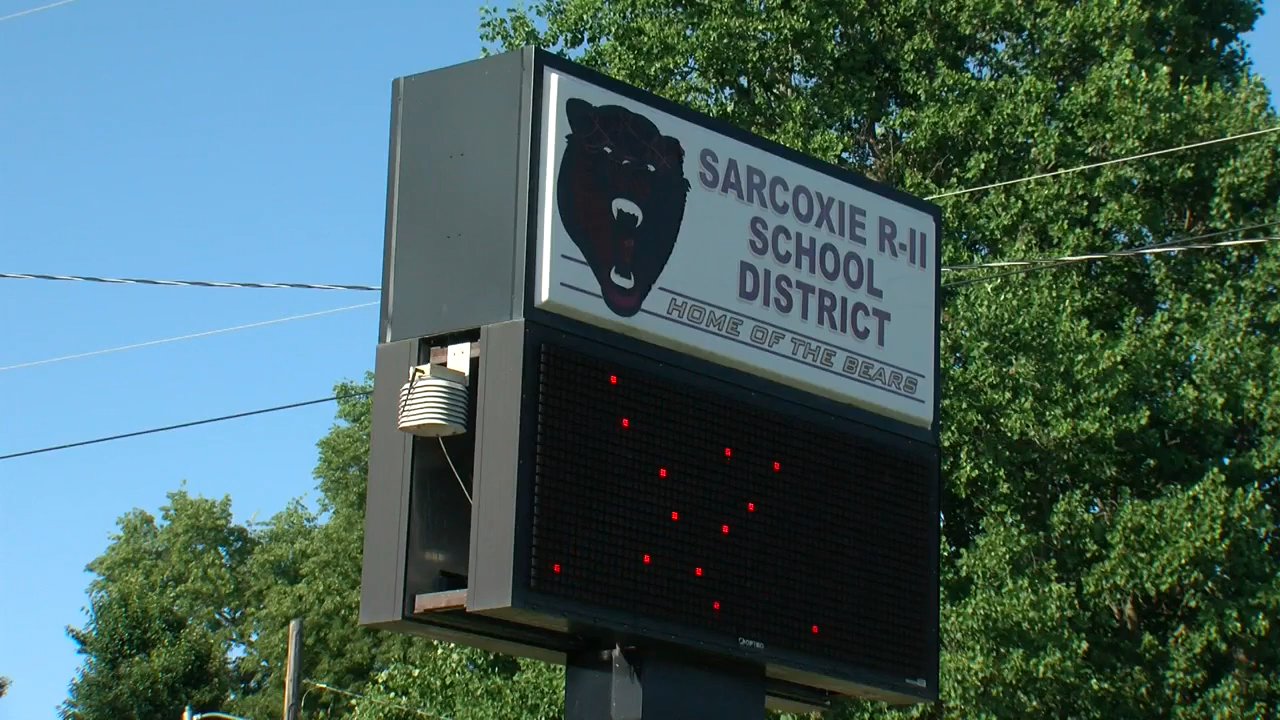 SARCOXIE R-II
SCHOOL
DISTRICT
HOME OF THE BEARS